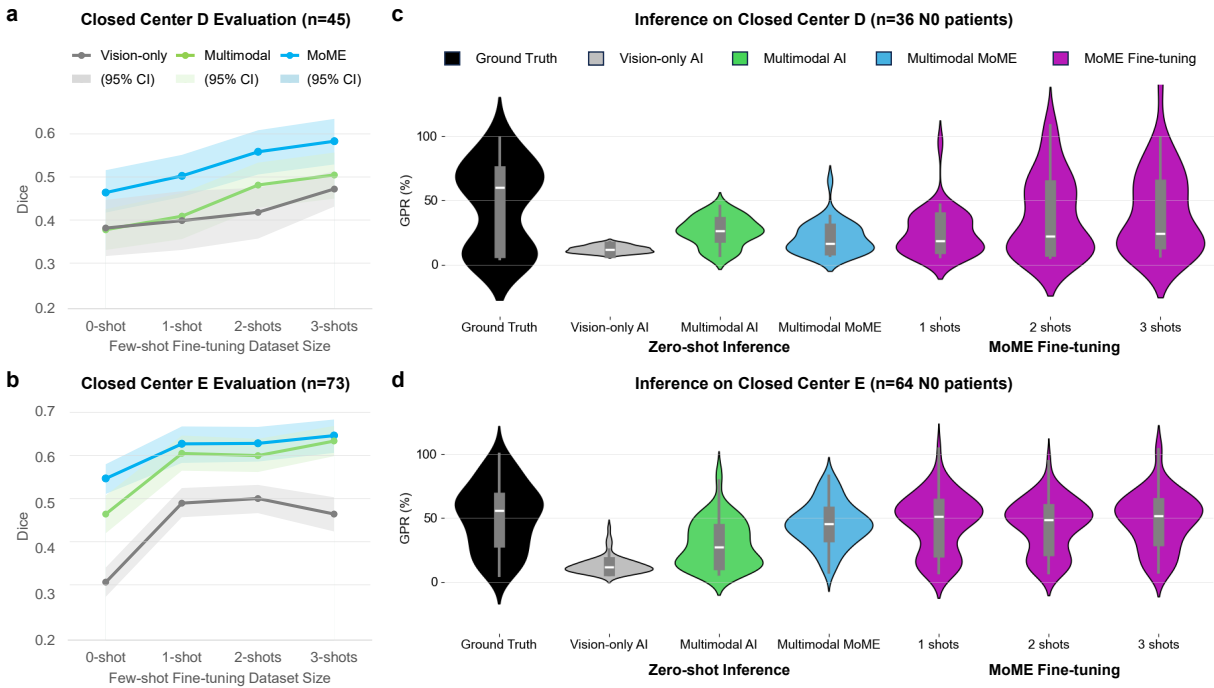 a
Closed Center D Evaluation (n=45)
Vision-only Multimodal MoME
(95% CI) (95% CI) (95% CI)
0.6
0.5
0.4
0.3
0.2
Dice
0-shot 1-shot 2-shots 3-shots
Few-shot Fine-tuning Dataset Size
b
Closed Center E Evaluation (n=73)
0.7
0.6
0.5
0.4
0.3
0.2
Dice
0-shot 1-shot 2-shots 3-shots
Few-shot Fine-tuning Dataset Size
c
Inference on Closed Center D (n=36 N0 patients)
Ground Truth Vision-only AI Multimodal AI Multimodal MoME MoME Fine-tuning
100
50
0
GPR (%)
Ground Truth Vision-only AI Multimodal AI Multimodal MoME 1 shots 2 shots 3 shots
Zero-shot Inference MoME Fine-tuning
d
Inference on Closed Center E (n=64 N0 patients)
100
50
0
GPR (%)
Ground Truth Vision-only AI Multimodal AI Multimodal MoME 1 shots 2 shots 3 shots
Zero-shot Inference MoME Fine-tuning